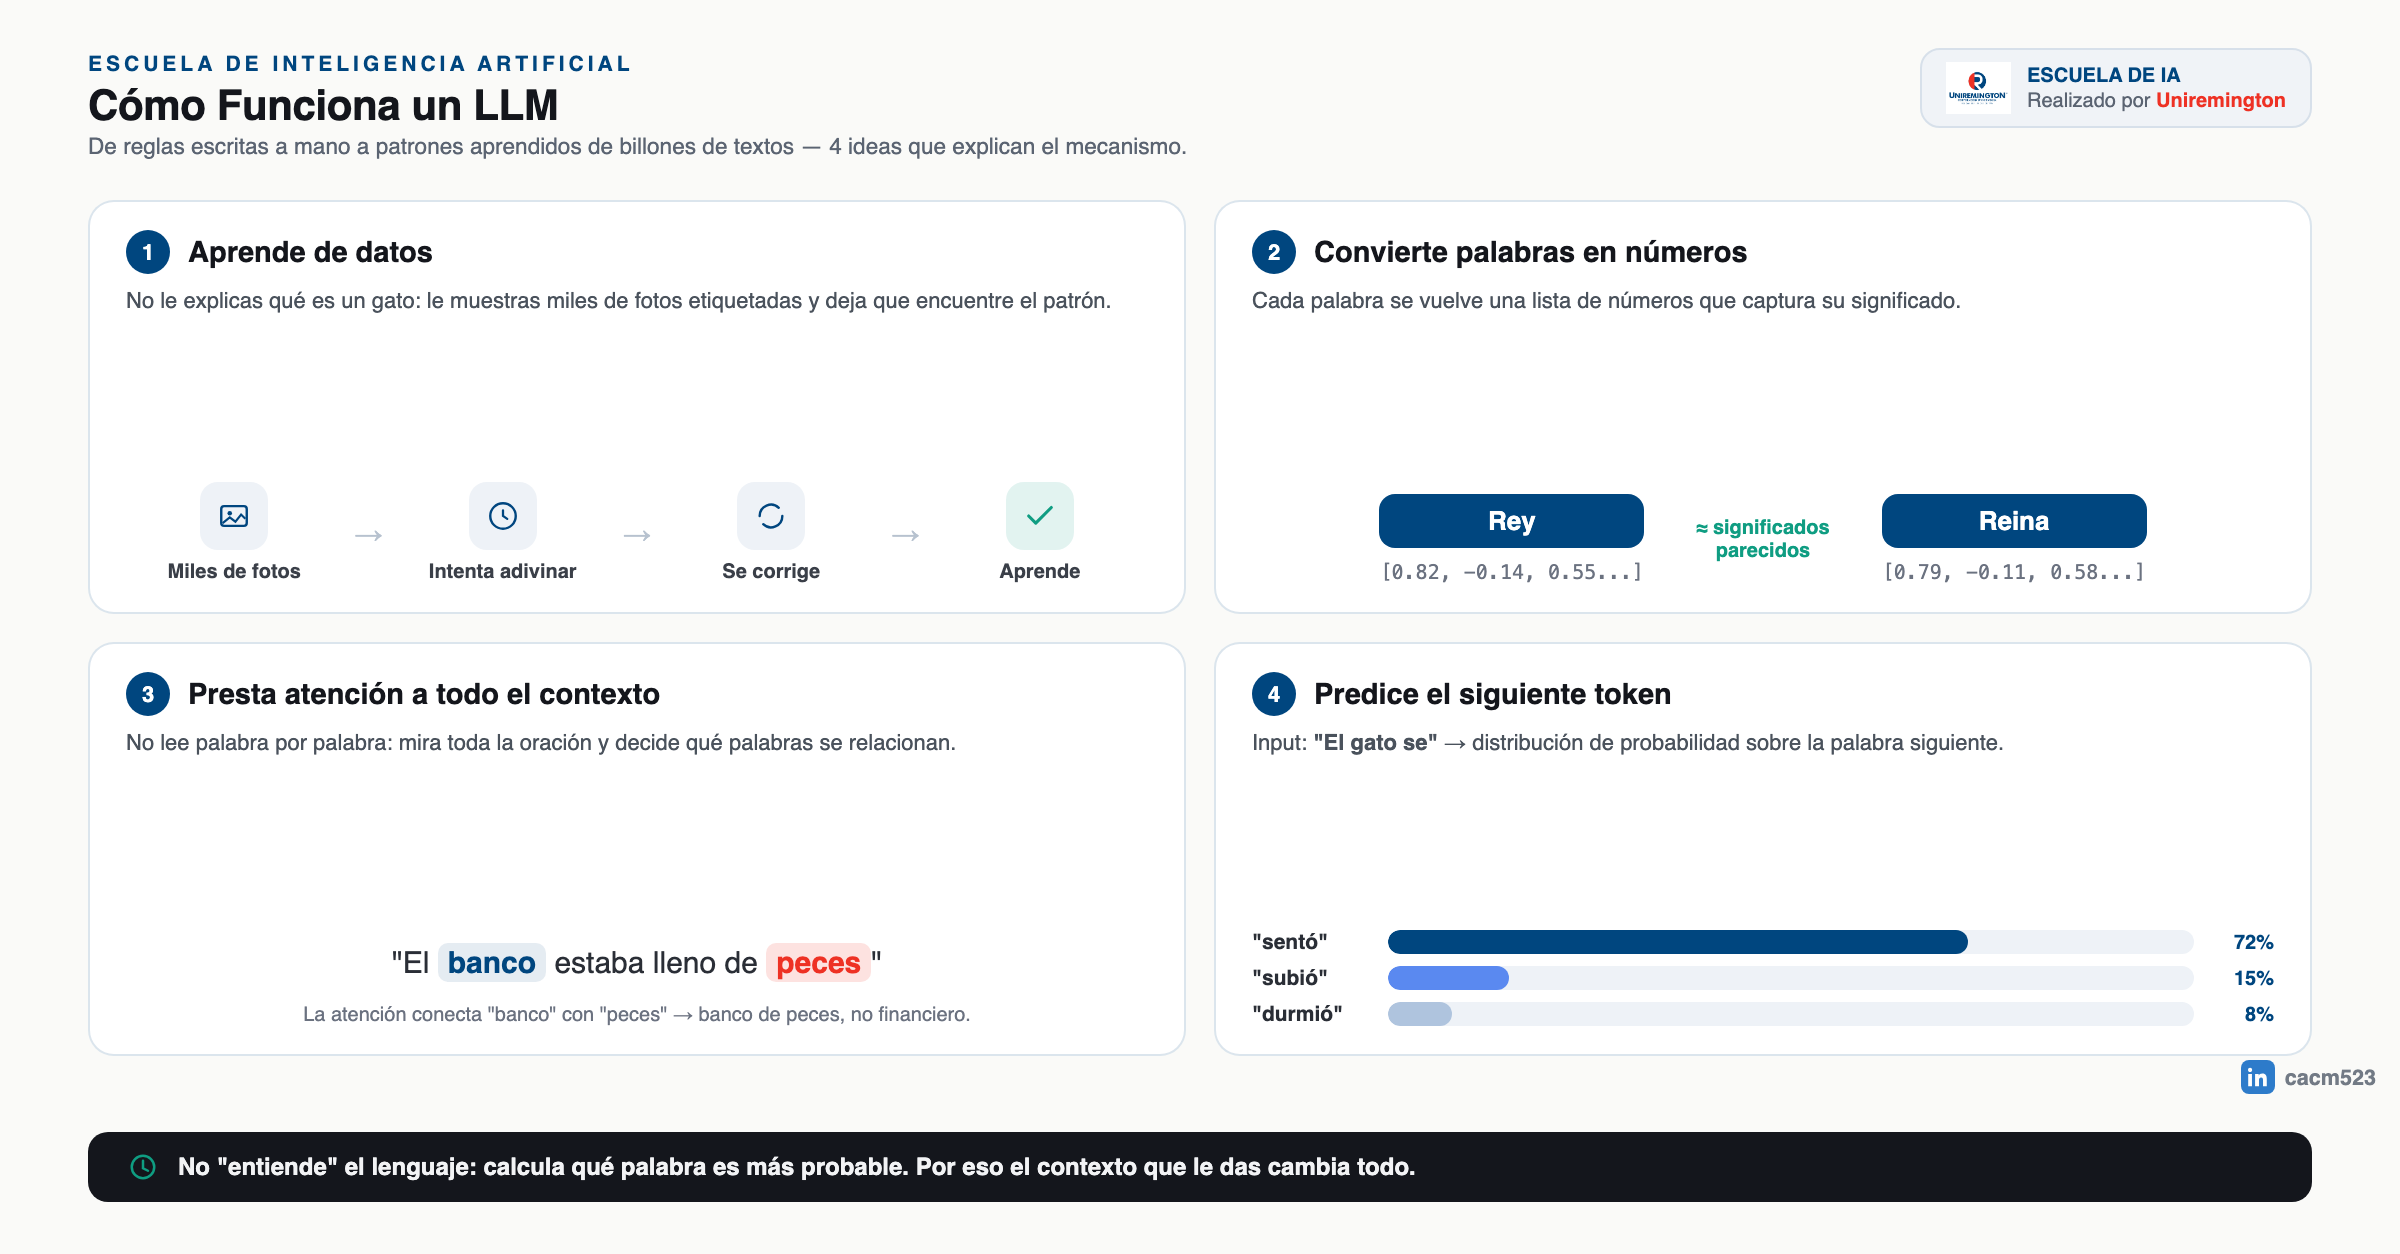 ESCUELA DE INTELIGENCIA ARTIFICIAL
Cómo Funciona un LLM
De reglas escritas a mano a patrones aprendidos de billones de textos — 4 ideas que explican el mecanismo.
UNIREMINGTON
ESCUELA DE IA
Realizado por Uniremington
1 Aprende de datos
No le explicas qué es un gato: le muestras miles de fotos etiquetadas y deja que encuentre el patrón.
Miles de fotos → Intenta adivinar → Se corrige → Aprende
2 Convierte palabras en números
Cada palabra se vuelve una lista de números que captura su significado.
Rey
[0.82, −0.14, 0.55...]
≈ significados
parecidos
Reina
[0.79, −0.11, 0.58...]
3 Presta atención a todo el contexto
No lee palabra por palabra: mira toda la oración y decide qué palabras se relacionan.
"El banco estaba lleno de peces"
La atención conecta "banco" con "peces" → banco de peces, no financiero.
4 Predice el siguiente token
Input: "El gato se" → distribución de probabilidad sobre la palabra siguiente.
"sentó" 72%
"subió" 15%
"durmió" 8%
in cacm523
No "entiende" el lenguaje: calcula qué palabra es más probable. Por eso el contexto que le das cambia todo.